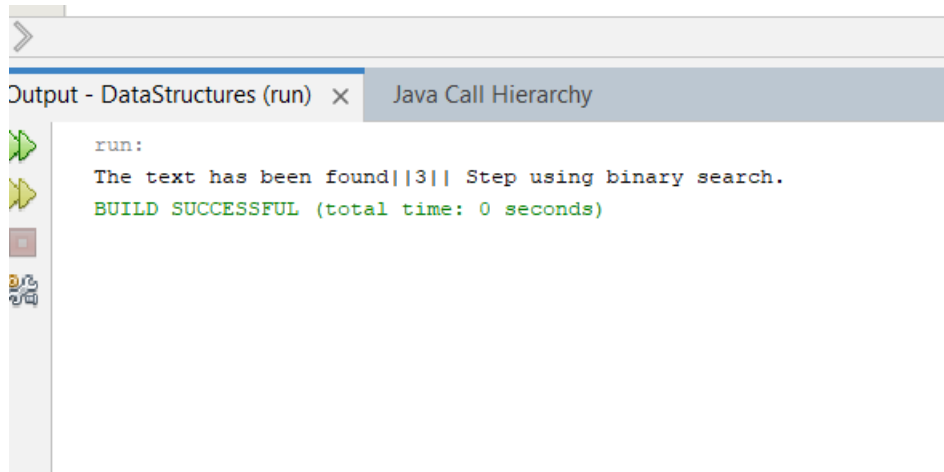 Output - DataStructures (run) × Java Call Hierarchy
run:
The text has been found||3|| Step using binary search.
BUILD SUCCESSFUL (total time: 0 seconds)